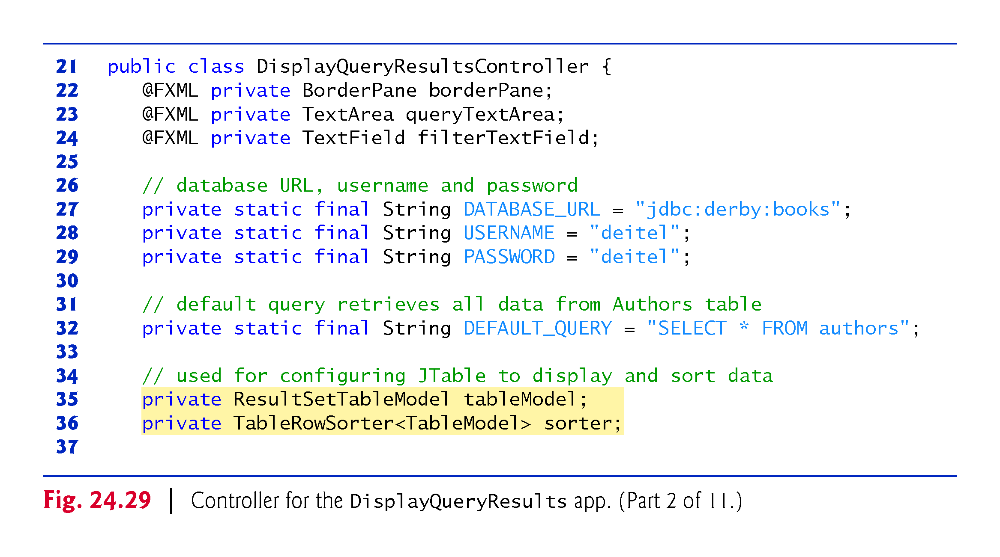 21 public class DisplayQueryResultsController {
22 @FXML private BorderPane borderPane;
23 @FXML private TextArea queryTextArea;
24 @FXML private TextField filterTextField;
25
26 // database URL, username and password
27 private static final String DATABASE_URL = "jdbc:derby:books";
28 private static final String USERNAME = "deitel";
29 private static final String PASSWORD = "deitel";
30
31 // default query retrieves all data from Authors table
32 private static final String DEFAULT_QUERY = "SELECT * FROM authors";
33
34 // used for configuring JTable to display and sort data
35 private ResultSetTableModel tableModel;
36 private TableRowSorter<TableModel> sorter;
37
Fig. 24.29 | Controller for the DisplayQueryResults app. (Part 2 of 11.)